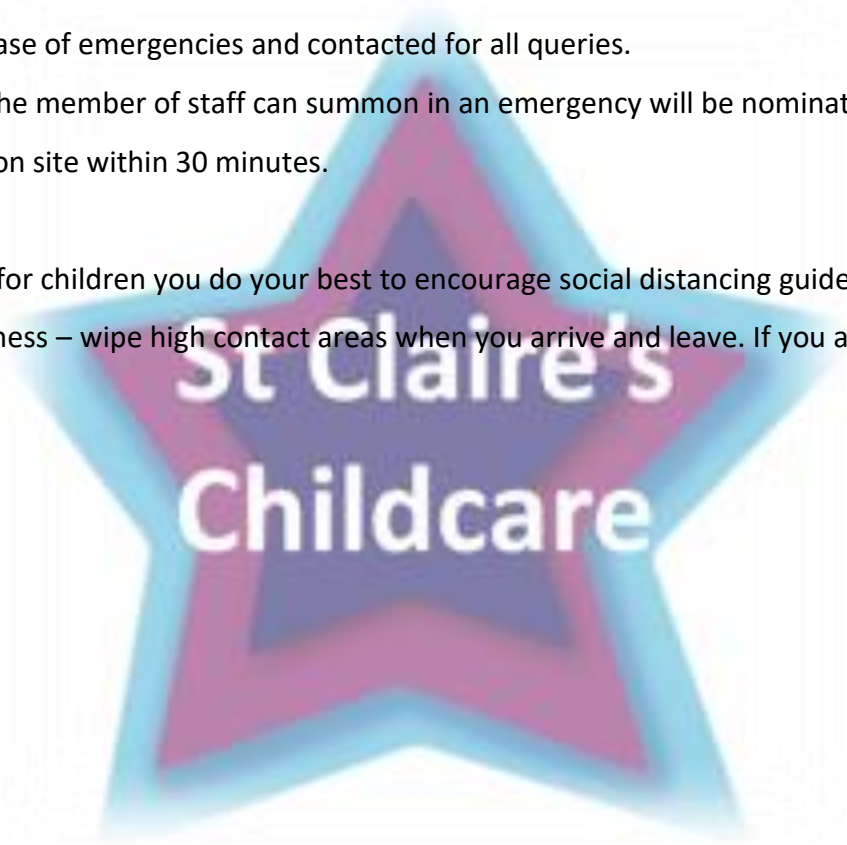 ase of emergencies and contacted for all queries.
he member of staff can summon in an emergency will be nominat
on site within 30 minutes.
for children you do your best to encourage social distancing guide
ness – wipe high contact areas when you arrive and leave. If you a
St Claire's
Childcare